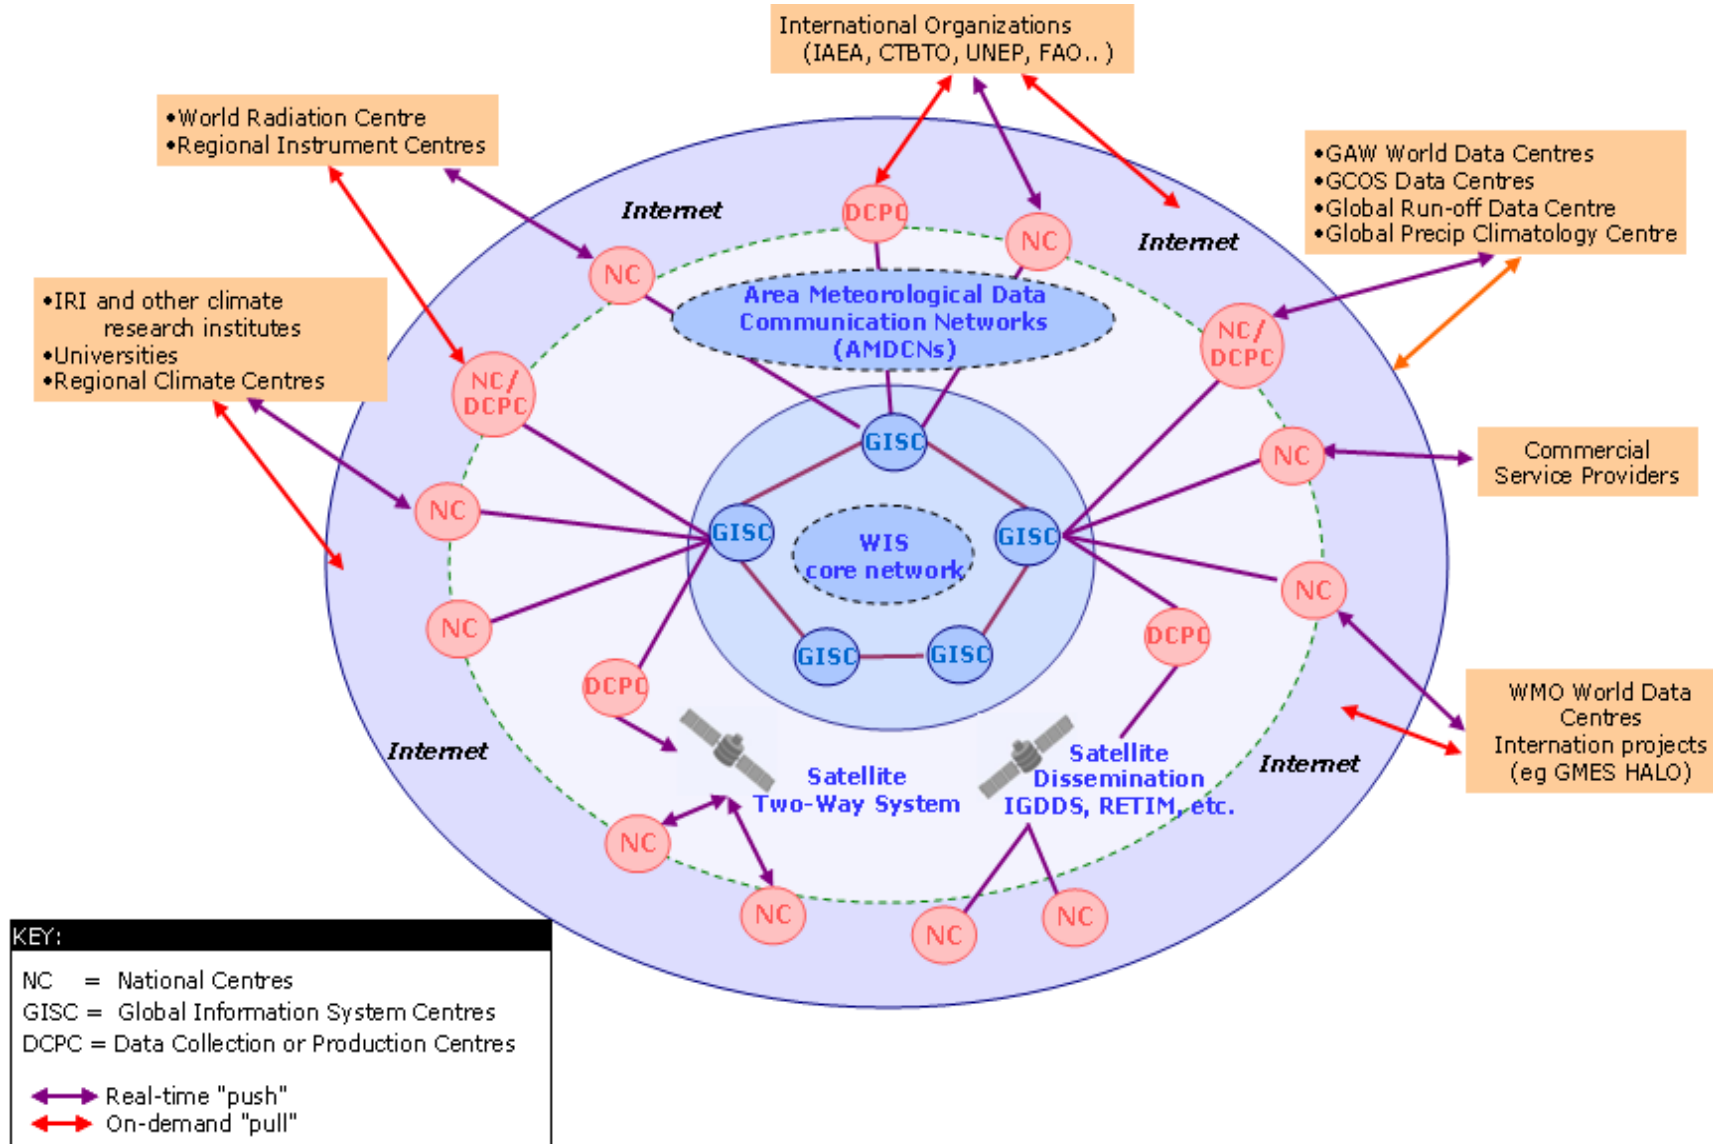 International Organizations
(IAEA, CTBTO, UNEP, FAO.. )
•World Radiation Centre
•Regional Instrument Centres
•GAW World Data Centres
•GCOS Data Centres
•Global Run-off Data Centre
•Global Precip Climatology Centre
•IRI and other climate
research institutes
•Universities
•Regional Climate Centres
Internet
Internet
DCPC
NC
NC
Area Meteorological Data
Communication Networks
(AMDCNs)
NC/
DCPC
NC/
DCPC
GISC
NC
Commercial
Service Providers
NC
GISC
GISC
WIS
core network
NC
NC
DCPC
GISC
GISC
DCPC
WMO World Data
Centres
Internation projects
(eg GMES HALO)
Internet
Internet
Satellite
Two-Way System
Satellite
Dissemination
IGDDS, RETIM, etc.
NC
NC
NC
NC
KEY:
NC = National Centres
GISC = Global Information System Centres
DCPC = Data Collection or Production Centres
Real-time "push"
On-demand "pull"